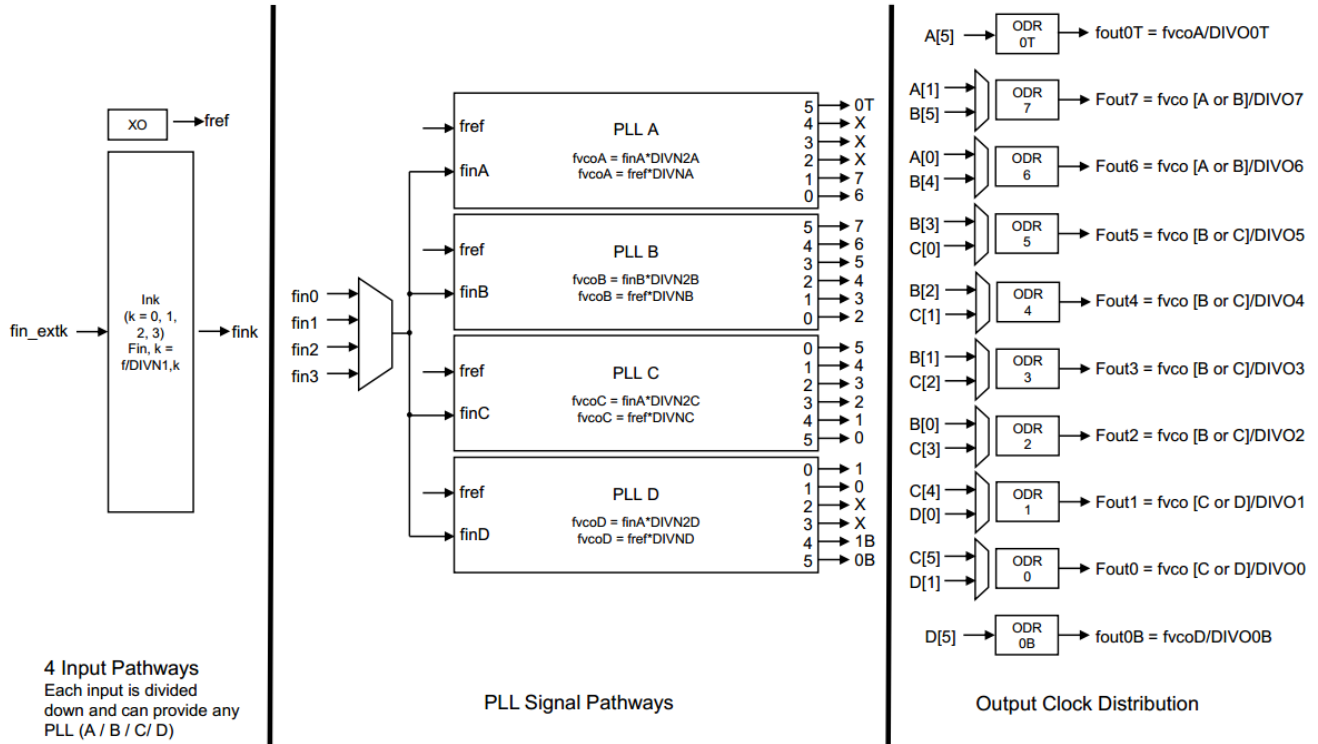 XO
fref
fin_extk
Ink
(k = 0, 1,
2, 3)
Fin, k =
f/DIVN1,k
fink
4 Input Pathways
Each input is divided
down and can provide any
PLL (A / B / C/ D)
fin0
fin1
fin2
fin3
fref
finA
PLL A
fvcoA = finA*DIVN2A
fvcoA = fref*DIVNA
5 0T
4 X
3 X
2 X
1 7
0 6
fref
finB
PLL B
fvcoB = finB*DIVN2B
fvcoB = fref*DIVNB
5 7
4 6
3 5
2 4
1 3
0 2
fref
finC
PLL C
fvcoC = finA*DIVN2C
fvcoC = fref*DIVNC
0 5
1 4
2 3
3 2
4 1
5 0
fref
finD
PLL D
fvcoD = finA*DIVN2D
fvcoD = fref*DIVND
0 1
1 0
2 X
3 X
4 1B
5 0B
PLL Signal Pathways
A[5]
ODR
0T
fout0T = fvcoA/DIVO0T
A[1]
B[5]
ODR
7
Fout7 = fvco [A or B]/DIVO7
A[0]
B[4]
ODR
6
Fout6 = fvco [A or B]/DIVO6
B[3]
C[0]
ODR
5
Fout5 = fvco [B or C]/DIVO5
B[2]
C[1]
ODR
4
Fout4 = fvco [B or C]/DIVO4
B[1]
C[2]
ODR
3
Fout3 = fvco [B or C]/DIVO3
B[0]
C[3]
ODR
2
Fout2 = fvco [B or C]/DIVO2
C[4]
D[0]
ODR
1
Fout1 = fvco [C or D]/DIVO1
C[5]
D[1]
ODR
0
Fout0 = fvco [C or D]/DIVO0
D[5]
ODR
0B
fout0B = fvcoD/DIVO0B
Output Clock Distribution